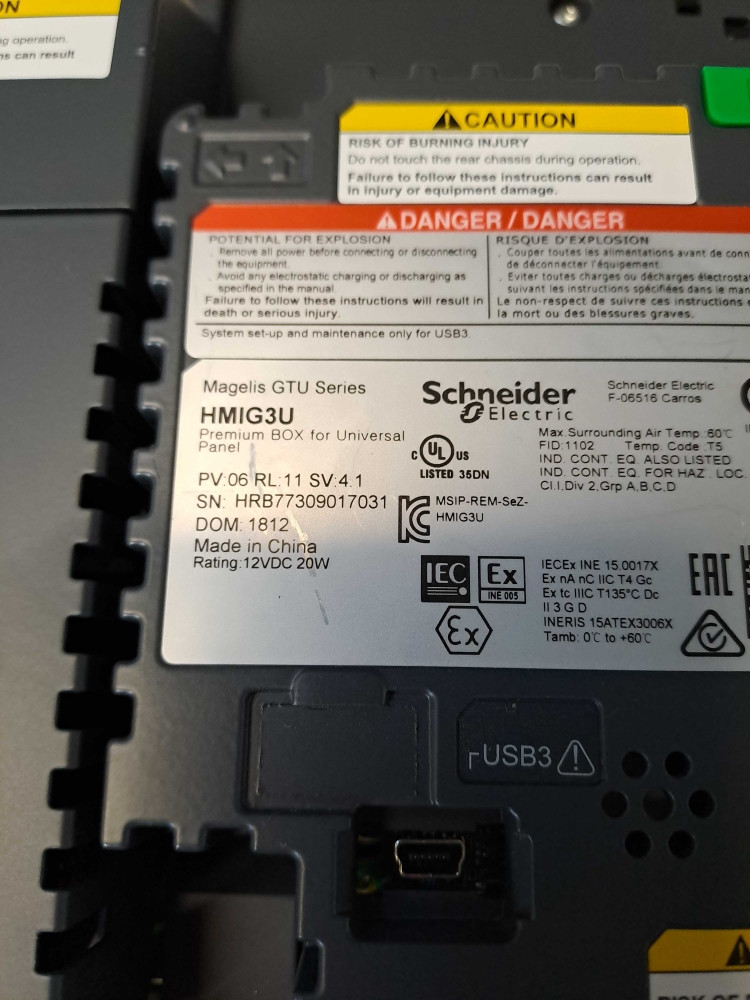 ON
ng operation.
ns can result
CAUTION
RISK OF BURNING INJURY
Do not touch the rear chassis during operation.
Failure to follow these instructions can result
in injury or equipment damage.
DANGER / DANGER
POTENTIAL FOR EXPLOSION
. Remove all power before connecting or disconnecting
the equipment.
. Avoid any electrostatic charging or discharging as
specified in the manual.
Failure to follow these instructions will result in
death or serious injury.
RISQUE D'EXPLOSION
. Couper toutes les alimentations avant de conn
de déconnecter l'équipement.
. Eviter toutes charges ou décharges électrosta
suivant les instructions spécifiées dans le man
Le non-respect de suivre ces instructions
la mort ou des blessures graves.
System set-up and maintenance only for USB3.
Magelis GTU Series
HMIG3U
Premium BOX for Universal
Panel
PV:06 RL:11 SV:4.1
SN: HRB77309017031
DOM: 1812
Made in China
Rating:12VDC 20W
Schneider
Electric
Schneider Electric
F-06516 Carros
c UL us
LISTED 35DN
Max.Surrounding Air Temp.:60℃
FID:1102 Temp. Code :T5
IND. CONT. EQ. ALSO LISTED
IND. CONT. EQ. FOR HAZ. LOC.
Cl.I,Div 2,Grp A,B,C,D
MSIP-REM-SeZ-
HMIG3U
IEC
Ex
INE 005
Ex
IECEx INE 15.0017X
Ex nA nC IIC T4 Gc
Ex tc IIIC T135°C Dc
II 3 G D
INERIS 15ATEX3006X
Tamb: 0℃ to +60℃
EAC
USB3